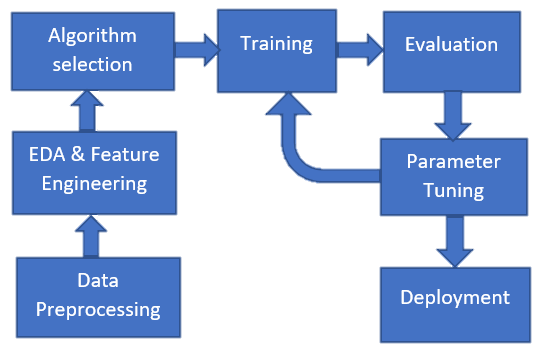 Algorithm
selection
Training
Evaluation
EDA & Feature
Engineering
Parameter
Tuning
Data
Preprocessing
Deployment